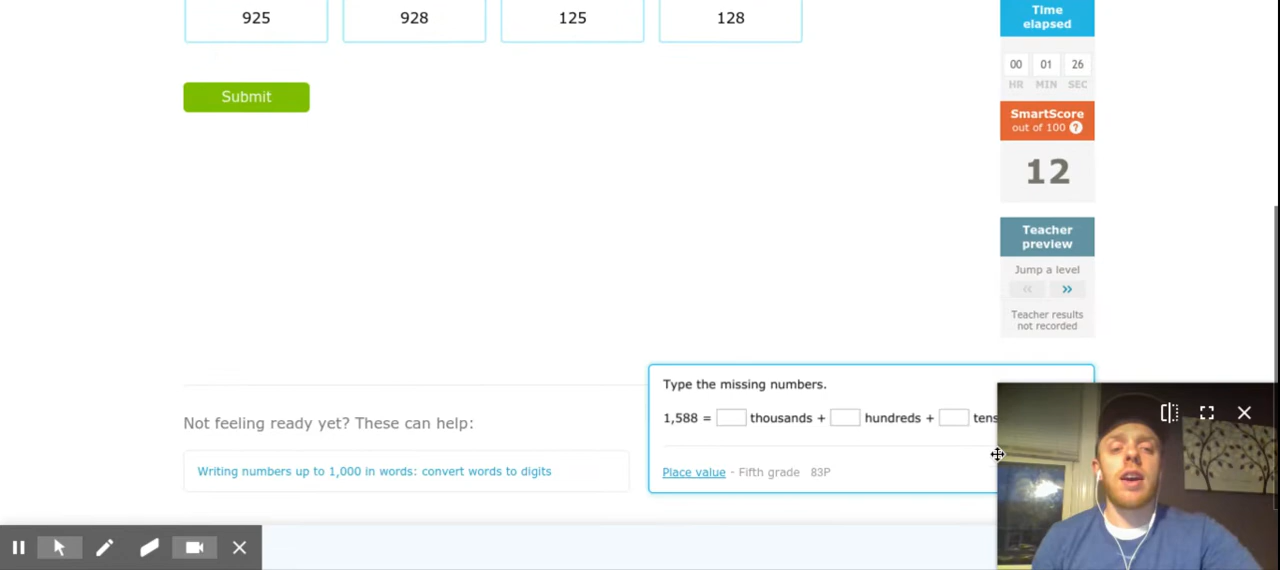 925 928 125 128
Time
elapsed
00 01 26
HR MIN SEC
Submit
SmartScore
out of 100 ?
12
Teacher
preview
Jump a level
<< >>
Teacher results
not recorded
Type the missing numbers.
1,588 = thousands + hundreds + tens
Not feeling ready yet? These can help:
Writing numbers up to 1,000 in words: convert words to digits
Place value - Fifth grade 83P